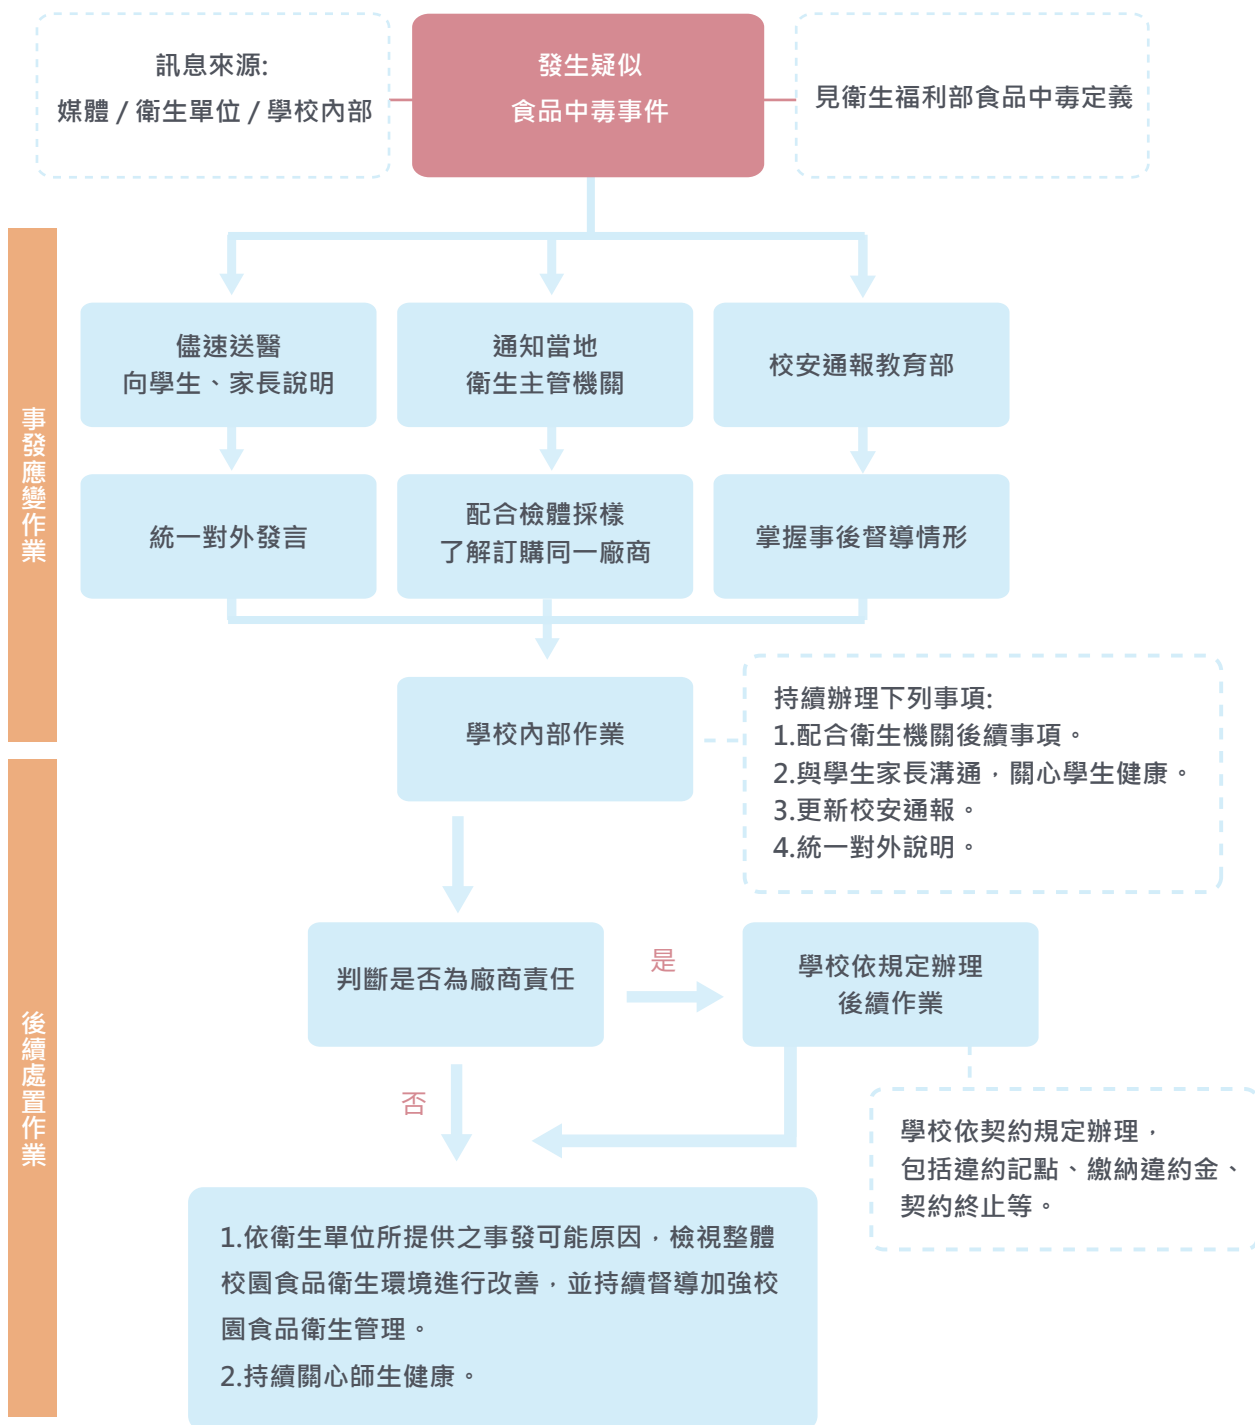 訊息來源:
媒體 / 衛生單位 / 學校內部
發生疑似
食品中毒事件
見衛生福利部食品中毒定義
事發應變作業
儘速送醫
向學生、家長說明
通知當地
衛生主管機關
校安通報教育部
統一對外發言
配合檢體採樣
了解訂購同一廠商
掌握事後督導情形
學校內部作業
持續辦理下列事項:
1.配合衛生機關後續事項。
2.與學生家長溝通，關心學生健康。
3.更新校安通報。
4.統一對外說明。
後續處置作業
判斷是否為廠商責任
是
學校依規定辦理
後續作業
否
學校依契約規定辦理，
包括違約記點、繳納違約金、
契約終止等。
1.依衛生單位所提供之事發可能原因，檢視整體
校園食品衛生環境進行改善，並持續督導加強校
園食品衛生管理。
2.持續關心師生健康。